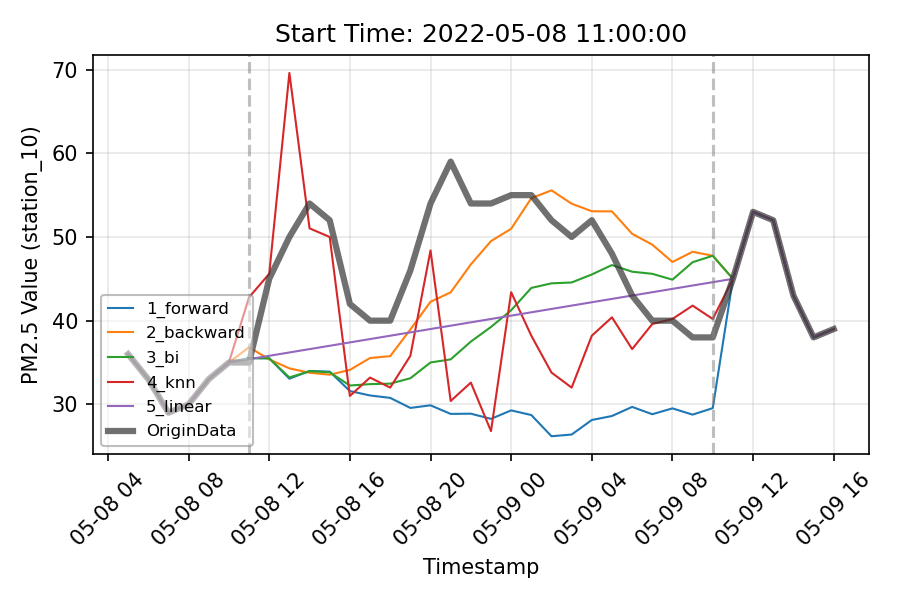 Start Time: 2022-05-08 11:00:00
PM2.5 Value (station_10)
70
60
50
40
30
1_forward
2_backward
3_bi
4_knn
5_linear
OriginData
05-08 04
05-08 08
05-08 12
05-08 16
05-08 20
05-09 00
05-09 04
05-09 08
05-09 12
05-09 16
Timestamp